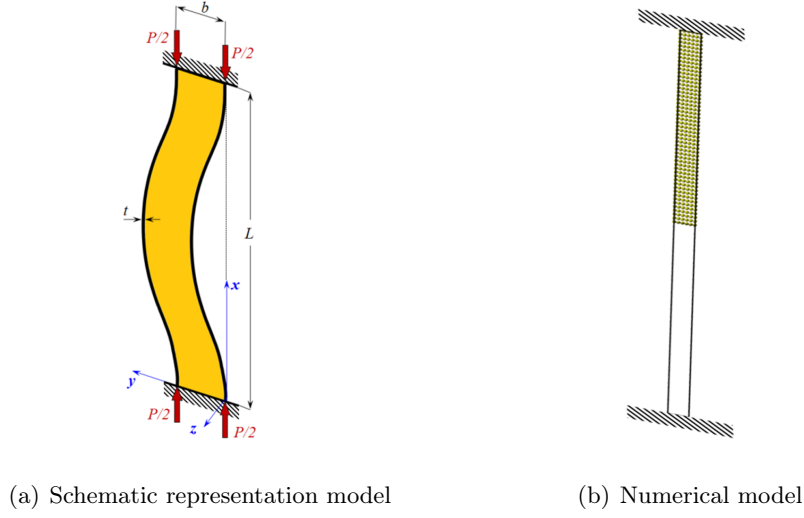 b
P/2
P/2
t
L
x
y
z
P/2
P/2
(a) Schematic representation model
(b) Numerical model